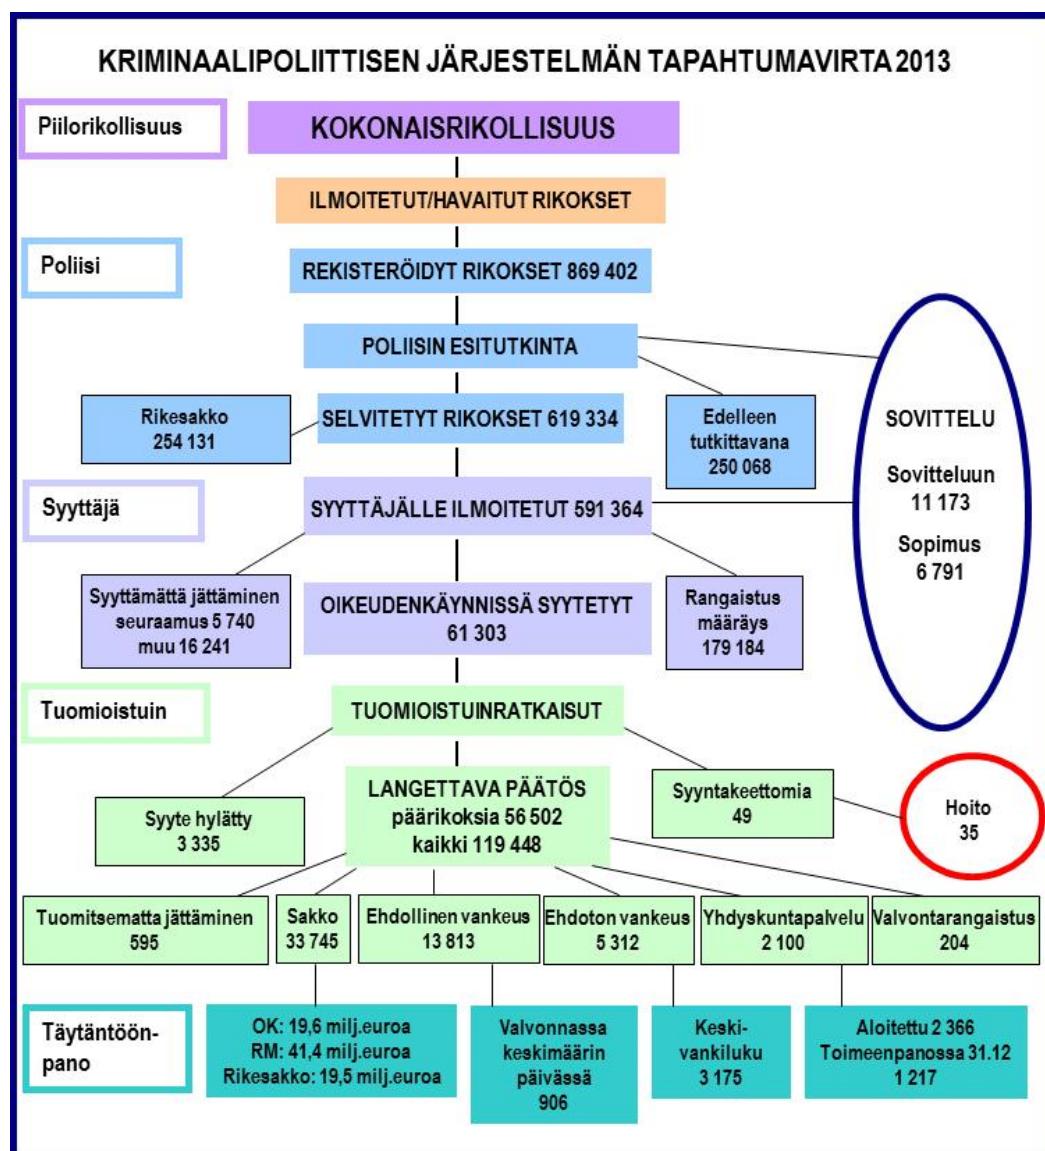 KRIMINAALIPOLIITTISEN JÄRJESTELMÄN TAPAHTUMAVIRTA 2013
Piilorikollisuus
KOKONAISRIKOLLISUUS
ILMOITETUT/HAVAITUT RIKOKSET
Poliisi
REKISTERÖIDYT RIKOKSET 869 402
POLIISIN ESITUTKINTA
Rikesakko
254 131
SELVITETYT RIKOKSET 619 334
Edelleen
tutkittavana
250 068
SOVITTELU
Sovitteluun
11 173
Sopimus
6 791
Syyttäjä
SYYTTÄJÄLLE ILMOITETUT 591 364
Syyttämättä jättäminen
seuraamus 5 740
muu 16 241
OIKEUDENKÄYNNISSÄ SYYTETYT
61 303
Rangaistus
määräys
179 184
Tuomioistuin
TUOMIOISTUINRATKAISUT
Syyte hylätty
3 335
LANGETTAVA PÄÄTÖS
päärikoksia 56 502
kaikki 119 448
Syyntakeettomia
49
Hoito
35
Tuomitsematta jättäminen
595
Sakko
33 745
Ehdollinen vankeus
13 813
Ehdoton vankeus
5 312
Yhdyskuntapalvelu
2 100
Valvontarangaistus
204
Täytäntöön-
pano
OK: 19,6 milj.euroa
RM: 41,4 milj.euroa
Rikesakko: 19,5 milj.euroa
Valvonnassa
keskimäärin
päivässä
906
Keski-
vankiluku
3 175
Aloitettu 2 366
Toimeenpanossa 31.12
1 217